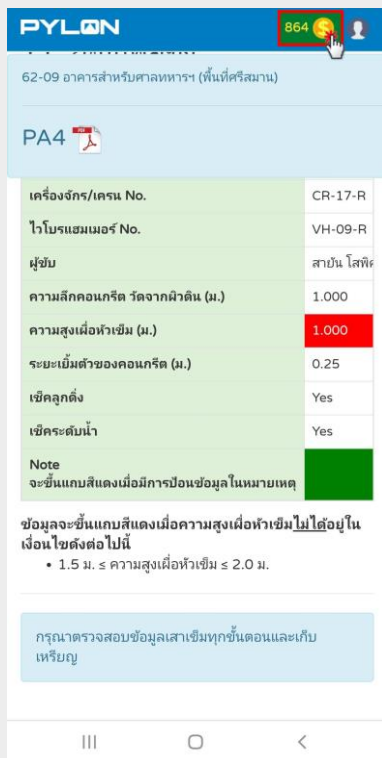 PYLON
864
62-09 อาคารสำหรับศาลทหารฯ (พื้นที่ศรีสมาน)
PA4
เครื่องจักร/เครน No. CR-17-R
ไวโบรแฮมเมอร์ No. VH-09-R
ผู้ขับ สายัน
ความลึกคอนกรีต วัดจากผิวดิน (ม.) 1.000
ความสูงเผื่อหัวเข็ม (ม.) 1.000
ระยะเยิ้มตัวของคอนกรีต (ม.) 0.25
เช็คลูกดิ่ง Yes
เช็คระดับน้ำ Yes
Note
จะขึ้นแถบสีแดงเมื่อมีการป้อนข้อมูลในหมายเหตุ
ข้อมูลจะขึ้นแถบสีแดงเมื่อความสูงเผื่อหัวเข็มไม่ได้อยู่ใน
เงื่อนไขดังต่อไปนี้
• 1.5 ม. ≤ ความสูงเผื่อหัวเข็ม ≤ 2.0 ม.
กรุณาตรวจสอบข้อมูลเสาเข็มทุกขั้นตอนและเก็บ
เหรียญ